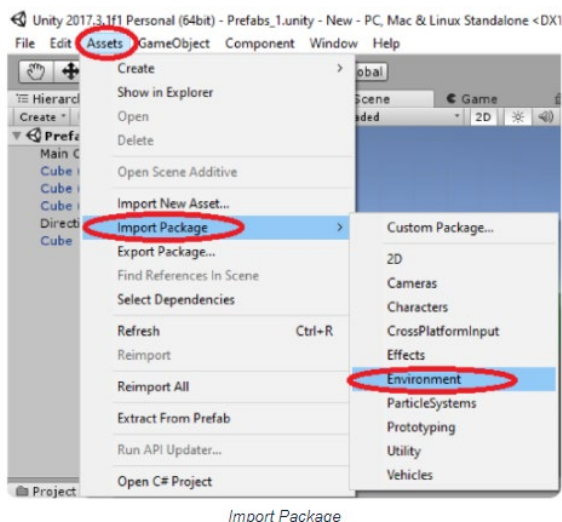 Unity 2017.3.1f1 Personal (64bit) - Prefabs_1.unity - New - PC, Mac & Linux Standalone <DX1
File Edit Assets GameObject Component Window Help
obal
Hierarc
Scene
Game
Create
aded
2D
Prefa
Main C
Cube
Cube
Cube
Directi
Cube
Create
Show in Explorer
Open
Delete
Open Scene Additive
Import New Asset...
Import Package
Export Package...
Find References In Scene
Select Dependencies
Refresh Ctrl+R
Reimport
Reimport All
Extract From Prefab
Run API Updater...
Open C# Project
Custom Package...
2D
Cameras
Characters
CrossPlatformInput
Effects
Environment
ParticleSystems
Prototyping
Utility
Vehicles
Project
Import Package